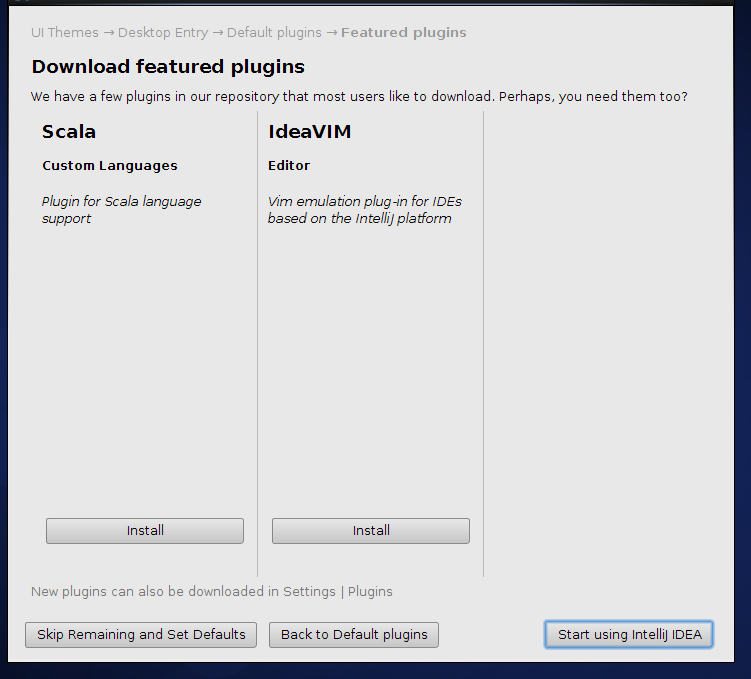 UI Themes → Desktop Entry → Default plugins → Featured plugins
Download featured plugins
We have a few plugins in our repository that most users like to download. Perhaps, you need them too?
Scala
Custom Languages
Plugin for Scala language
support
Install
IdeaVIM
Editor
Vim emulation plug-in for IDEs
based on the IntelliJ platform
Install
New plugins can also be downloaded in Settings | Plugins
Skip Remaining and Set Defaults
Back to Default plugins
Start using IntelliJ IDEA